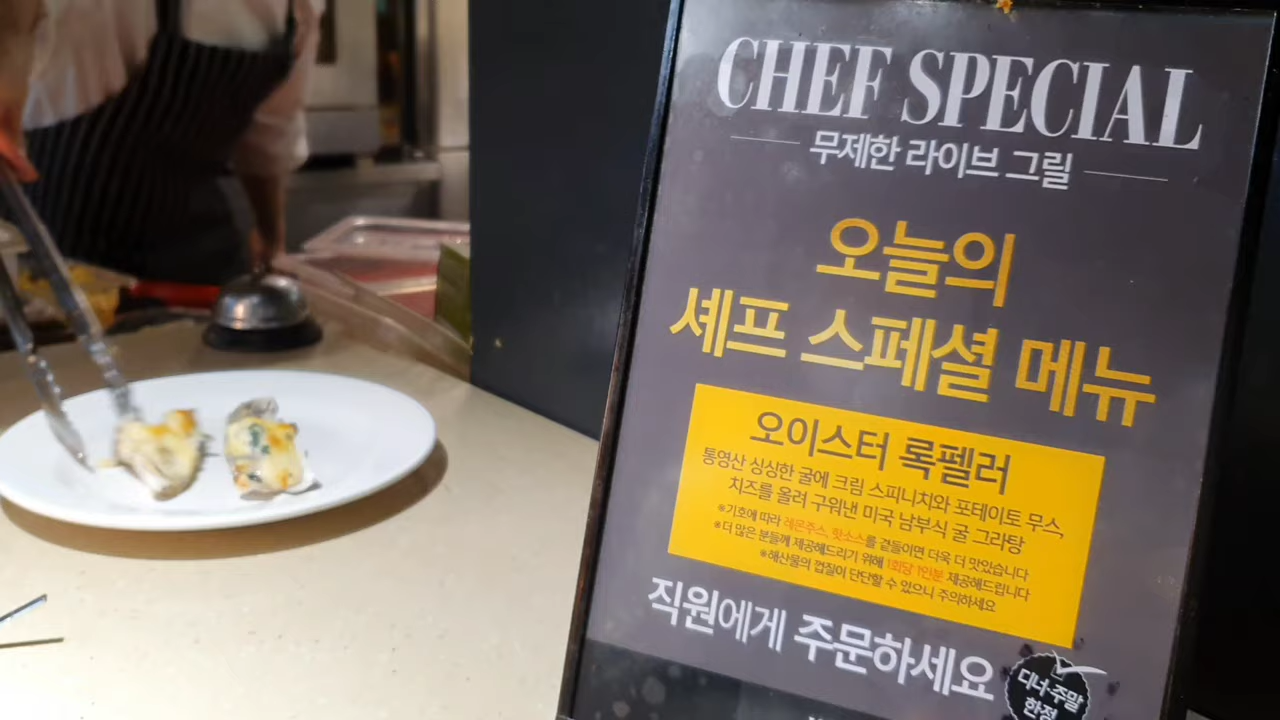 CHEF SPECIAL
무제한 라이브 그릴
오늘의
셰프 스페셜 메뉴
오이스터 록펠러
통영산 싱싱한 굴에 크림 스피니치와 포테이토 무스,
치즈를 올려 구워낸 미국 남부식 굴 그라탕
※기호에 따라 레몬주스, 핫소스를 곁들이면 더욱 더 맛있습니다
※더 많은 분들께 제공해드리기 위해 1회당 1인분 제공해드립니다
※해산물의 껍질이 단단할 수 있으니 주의하세요
직원에게 주문하세요
디너·주말
한정